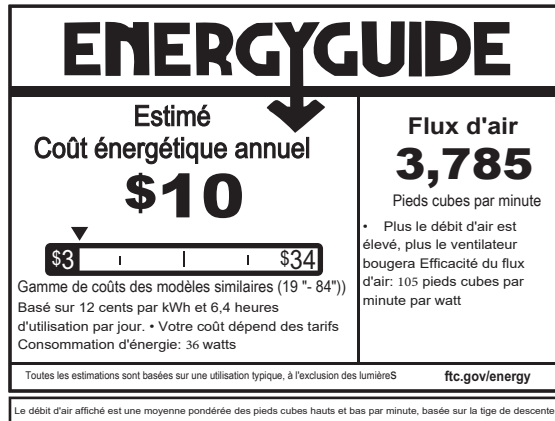 ENERGYGUIDE
Estimé
Coût énergétique annuel
$10
$3
$34
Gamme de coûts des modèles similaires (19 "- 84"))
Basé sur 12 cents par kWh et 6,4 heures
d'utilisation par jour. • Votre coût dépend des tarifs
Consommation d'énergie: 36 watts
Flux d'air
3,785
Pieds cubes par minute
• Plus le débit d'air est
élevé, plus le ventilateur
bougera Efficacité du flux
d'air: 105 pieds cubes par
minute par watt
Toutes les estimations sont basées sur une utilisation typique, à l'exclusion des lumièreS
ftc.gov/energy
Le débit d'air affiché est une moyenne pondérée des pieds cubes hauts et bas par minute, basée sur la tige de descente